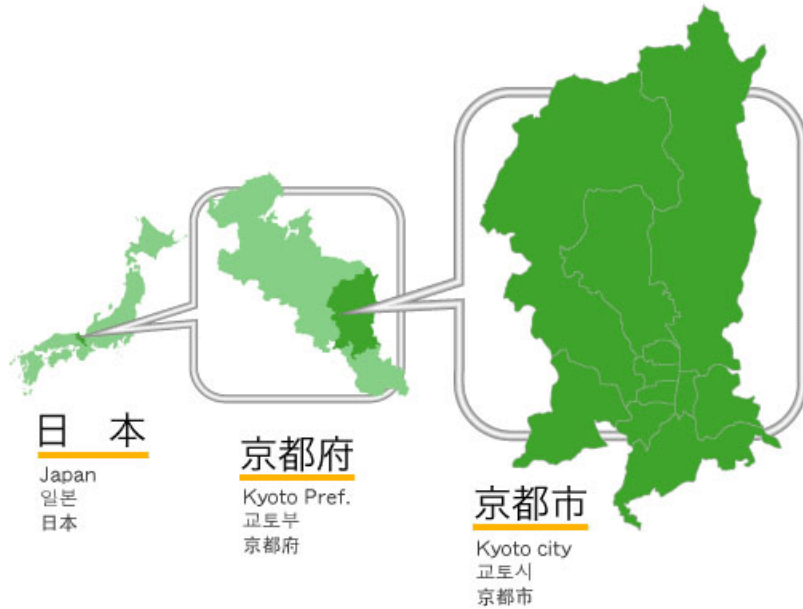 日　本
Japan
일본
日本
京都府
Kyoto Pref.
교토부
京都府
京都市
Kyoto city
교토시
京都市